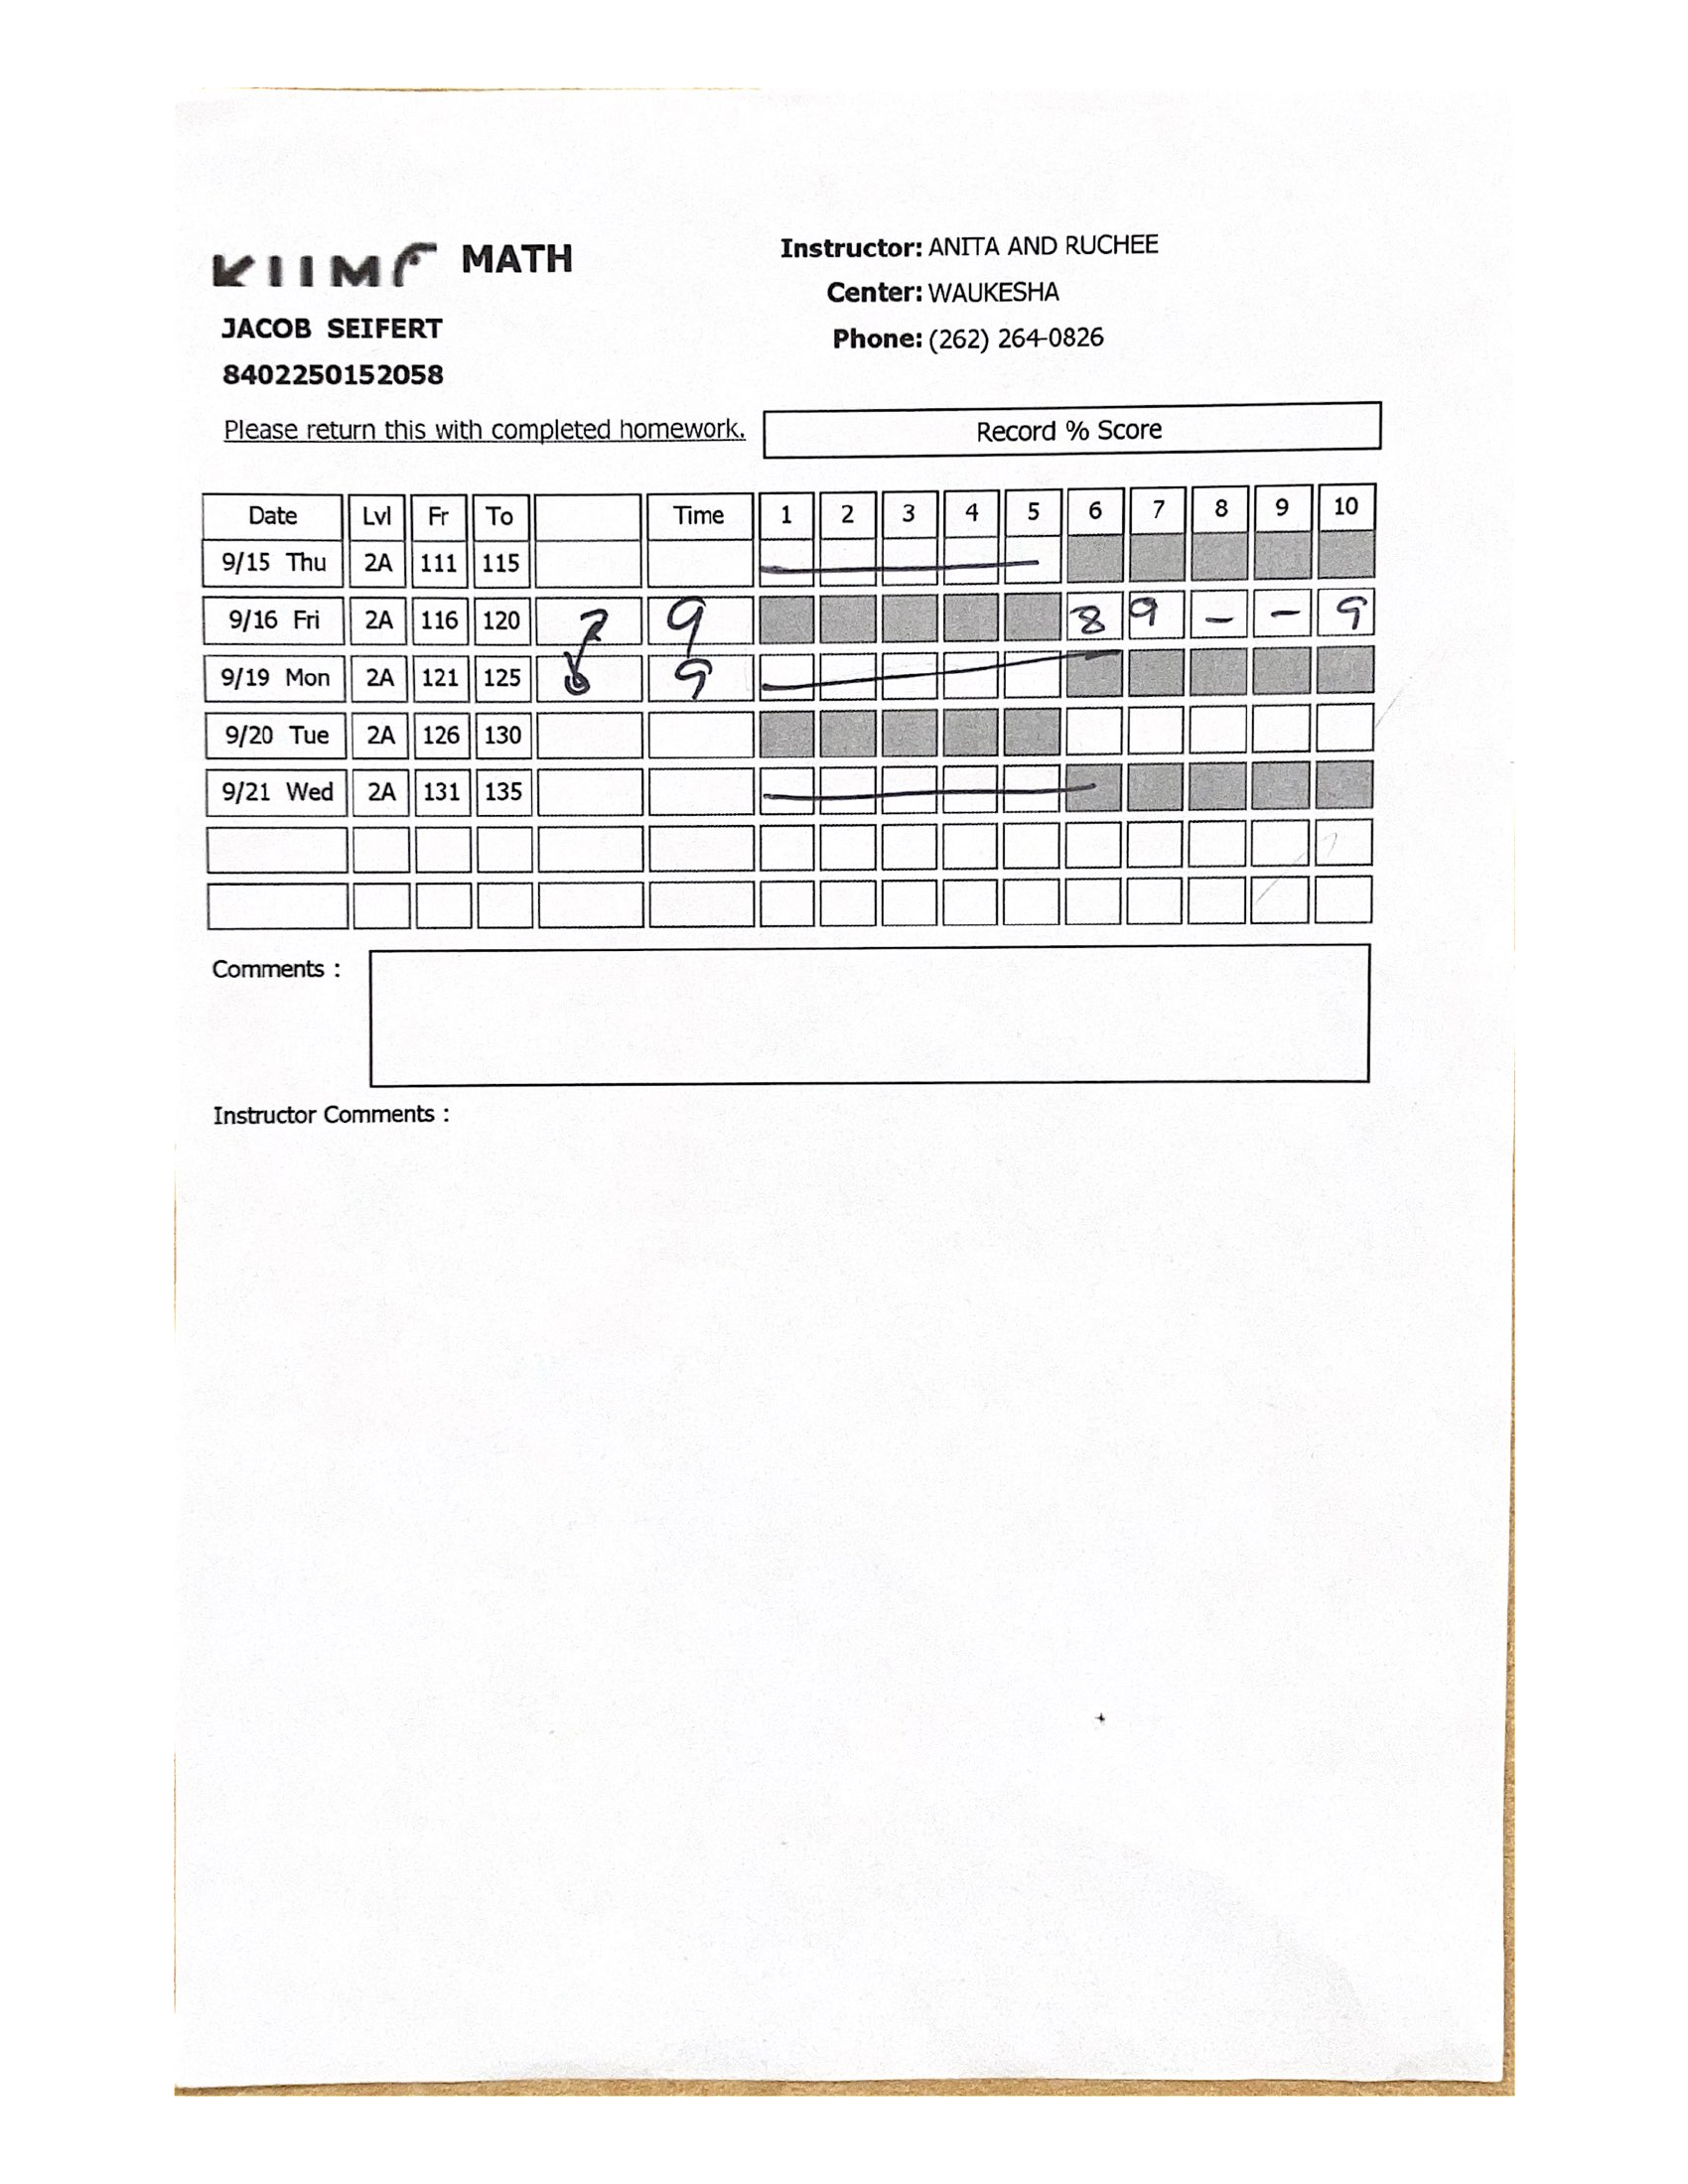 MATH
Instructor: ANITA AND RUCHEE
Center: WAUKESHA
JACOB SEIFERT
Phone: (262) 264-0826
8402250152058
Please return this with completed homework.
Record % Score
Date Lvl Fr To Time 1 2 3 4 5 6 7 8 9 10
9/15 Thu 2A 111 115
9/16 Fri 2A 116 120 9 8 9 - - 9
9/19 Mon 2A 121 125 9
9/20 Tue 2A 126 130
9/21 Wed 2A 131 135
Comments :
Instructor Comments :